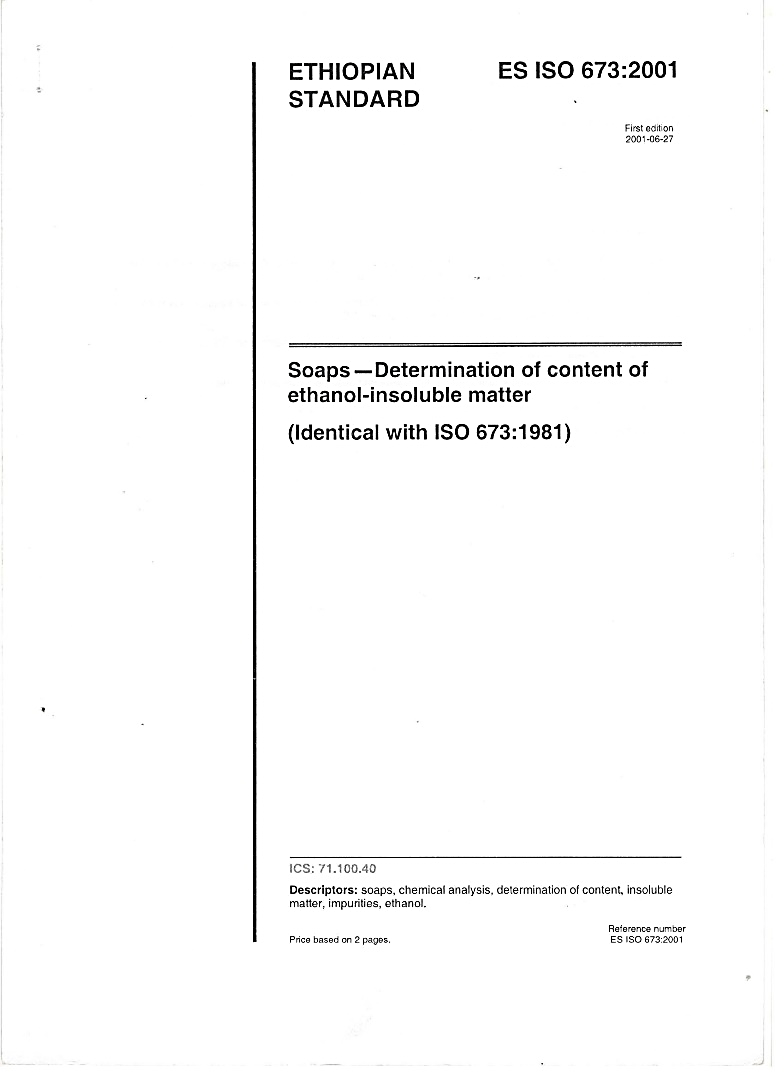 ETHIOPIAN
STANDARD
ES ISO 673:2001
First edition
2001-06-27
Soaps—Determination of content of
ethanol-insoluble matter
(Identical with ISO 673:1981)
ICS: 71.100.40
Descriptors: soaps, chemical analysis, determination of content, insoluble
matter, impurities, ethanol.
Price based on 2 pages.
Reference number
ES ISO 673:2001